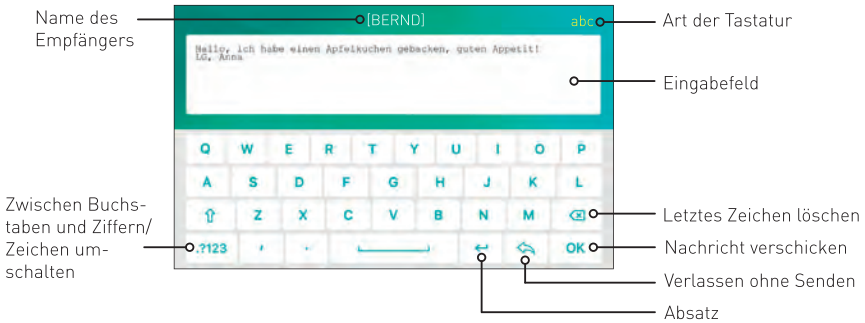 Name des
Empfängers
[BERND]
abc
Art der Tastatur
Hallo, ich habe einen Apfelkuchen gebacken, guten Appetit!
LG, Anna
Eingabefeld
Q W E R T Y U I O P
A S D F G H J K L
Z X C V B N M
Letztes Zeichen löschen
Zwischen Buchs-
taben und Ziffern/
Zeichen um-
schalten
.?123 , . OK
Nachricht verschicken
Verlassen ohne Senden
Absatz